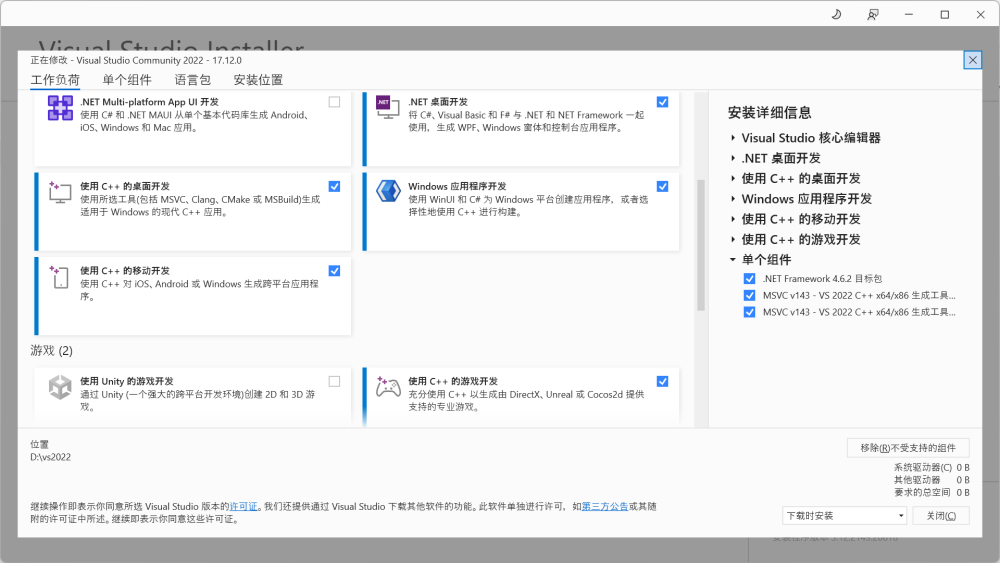 Visual Studio Installer
正在修改 - Visual Studio Community 2022 - 17.12.0
工作负荷 单个组件 语言包 安装位置
.NET Multi-platform App UI 开发
使用 C# 和 .NET MAUI 从单个基本代码库生成 Android、
iOS、Windows 和 Mac 应用。
.NET
.NET 桌面开发
将 C#、Visual Basic 和 F# 与 .NET 和 .NET Framework 一起
使用，生成 WPF、Windows 窗体和控制台应用程序。
使用 C++ 的桌面开发
使用所选工具(包括 MSVC、Clang、CMake 或 MSBuild)生成
适用于 Windows 的现代 C++ 应用。
Windows 应用程序开发
使用 WinUI 和 C# 为 Windows 平台创建应用程序，或者选
择性地使用 C++ 进行构建。
使用 C++ 的移动开发
使用 C++ 对 iOS、Android 或 Windows 生成跨平台应用程
序。
游戏 (2)
使用 Unity 的游戏开发
通过 Unity (一个强大的跨平台开发环境)创建 2D 和 3D 游
戏。
使用 C++ 的游戏开发
充分使用 C++ 以生成由 DirectX、Unreal 或 Cocos2d 提供
支持的专业游戏。
安装详细信息
Visual Studio 核心编辑器
.NET 桌面开发
使用 C++ 的桌面开发
Windows 应用程序开发
使用 C++ 的移动开发
使用 C++ 的游戏开发
单个组件
.NET Framework 4.6.2 目标包
MSVC v143 - VS 2022 C++ x64/x86 生成工具...
MSVC v143 - VS 2022 C++ x64/x86 生成工具...
位置
D:\vs2022
移除(R)不受支持的组件
系统驱动器(C) 0 B
其他驱动器 0 B
要求的总空间 0 B
继续操作即表示你同意所选 Visual Studio 版本的许可证。我们还提供通过 Visual Studio 下载其他软件的功能。此软件单独进行许可，如第三方公告或其随
附的许可证中所述。继续即表示你同意这些许可证。
下载时安装
关闭(C)